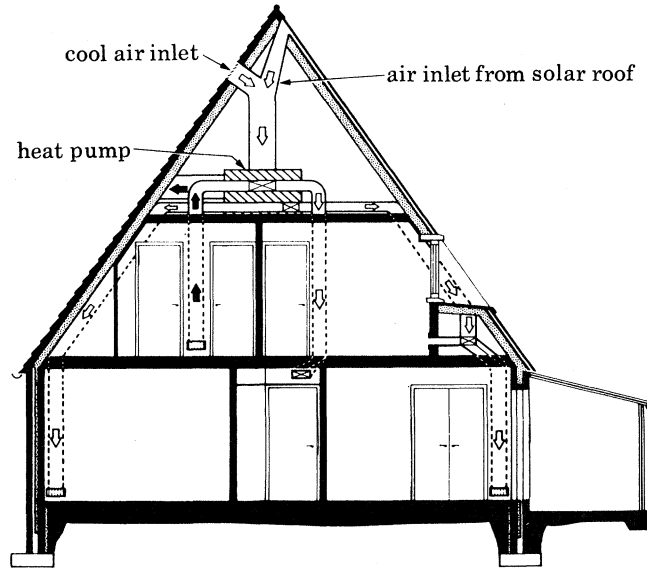 cool air inlet
air inlet from solar roof
heat pump